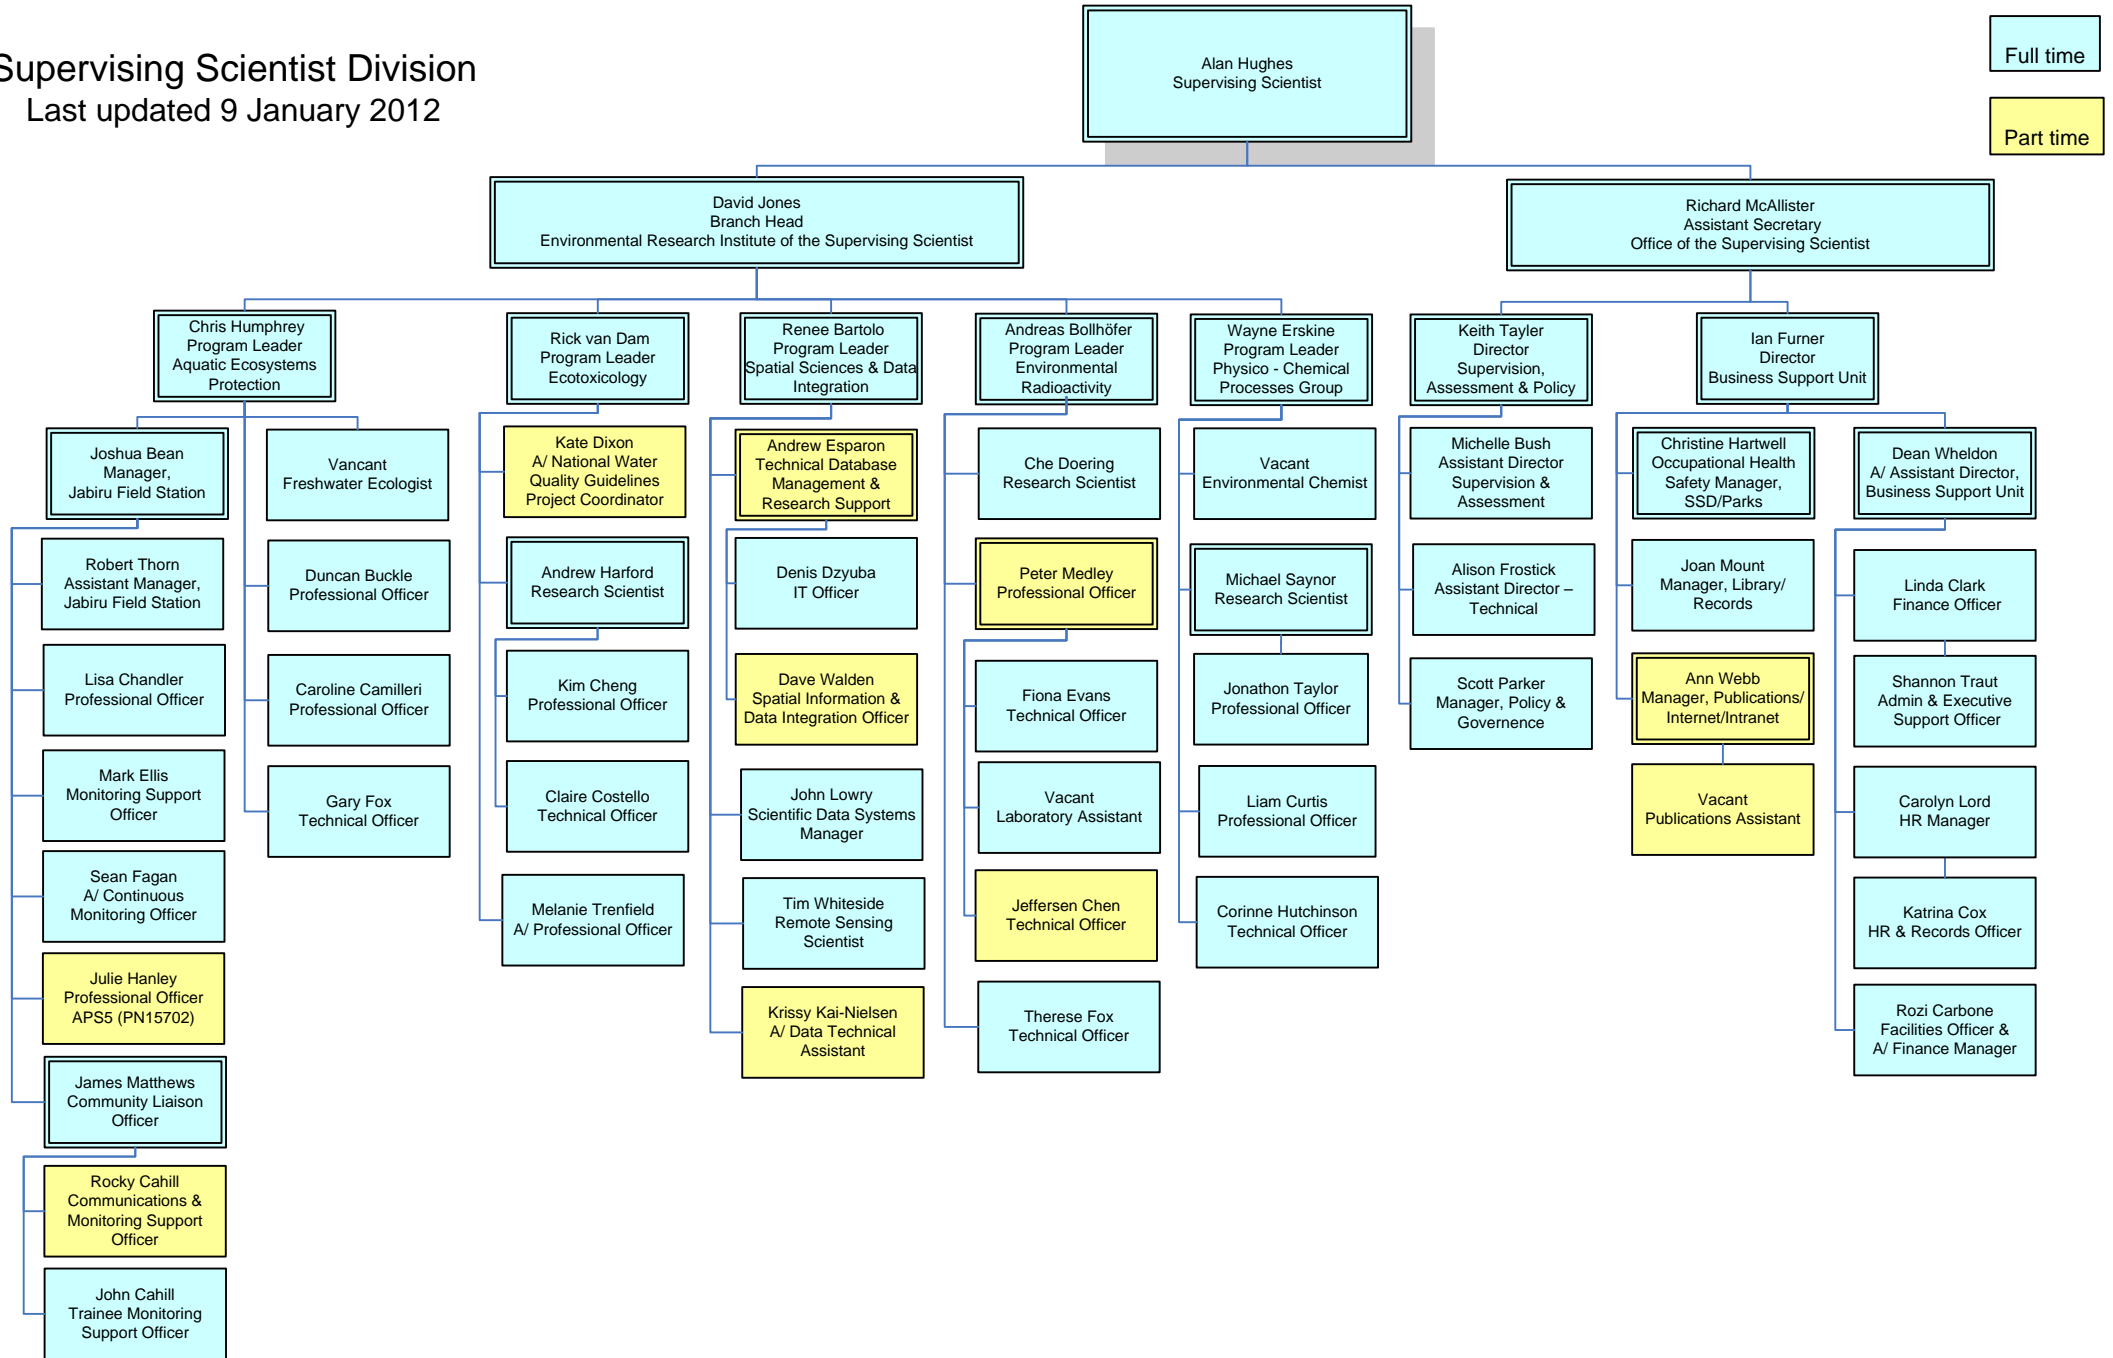 Supervising Scientist Division
Last updated 9 January 2012
Alan Hughes
Supervising Scientist
Full time
Part time
David Jones
Branch Head
Environmental Research Institute of the Supervising Scientist
Richard McAllister
Assistant Secretary
Office of the Supervising Scientist
Chris Humphrey
Program Leader
Aquatic Ecosystems
Protection
Rick van Dam
Program Leader
Ecotoxicology
Renee Bartolo
Program Leader
Spatial Sciences & Data
Integration
Andreas Bollhöfer
Program Leader
Environmental
Radioactivity
Wayne Erskine
Program Leader
Physico - Chemical
Processes Group
Keith Tayler
Director
Supervision,
Assessment & Policy
Ian Furner
Director
Business Support Unit
Joshua Bean
Manager,
Jabiru Field Station
Robert Thorn
Assistant Manager,
Jabiru Field Station
Lisa Chandler
Professional Officer
Mark Ellis
Monitoring Support
Officer
Sean Fagan
A/ Continuous
Monitoring Officer
Julie Hanley
Professional Officer
APS5 (PN15702)
James Matthews
Community Liaison
Officer
Rocky Cahill
Communications &
Monitoring Support
Officer
John Cahill
Trainee Monitoring
Support Officer
Vancant
Freshwater Ecologist
Duncan Buckle
Professional Officer
Caroline Camilleri
Professional Officer
Gary Fox
Technical Officer
Kate Dixon
A/ National Water
Quality Guidelines
Project Coordinator
Andrew Harford
Research Scientist
Kim Cheng
Professional Officer
Claire Costello
Technical Officer
Melanie Trenfield
A/ Professional Officer
Andrew Esparon
Technical Database
Management &
Research Support
Denis Dzyuba
IT Officer
Dave Walden
Spatial Information &
Data Integration Officer
John Lowry
Scientific Data Systems
Manager
Tim Whiteside
Remote Sensing
Scientist
Krissy Kai-Nielsen
A/ Data Technical
Assistant
Che Doering
Research Scientist
Peter Medley
Professional Officer
Fiona Evans
Technical Officer
Vacant
Laboratory Assistant
Jeffersen Chen
Technical Officer
Therese Fox
Technical Officer
Vacant
Environmental Chemist
Michael Saynor
Research Scientist
Jonathon Taylor
Professional Officer
Liam Curtis
Professional Officer
Corinne Hutchinson
Technical Officer
Michelle Bush
Assistant Director
Supervision &
Assessment
Alison Frostick
Assistant Director –
Technical
Scott Parker
Manager, Policy &
Governence
Christine Hartwell
Occupational Health
Safety Manager,
SSD/Parks
Joan Mount
Manager, Library/
Records
Ann Webb
Manager, Publications/
Internet/Intranet
Vacant
Publications Assistant
Dean Wheldon
A/ Assistant Director,
Business Support Unit
Linda Clark
Finance Officer
Shannon Traut
Admin & Executive
Support Officer
Carolyn Lord
HR Manager
Katrina Cox
HR & Records Officer
Rozi Carbone
Facilities Officer &
A/ Finance Manager